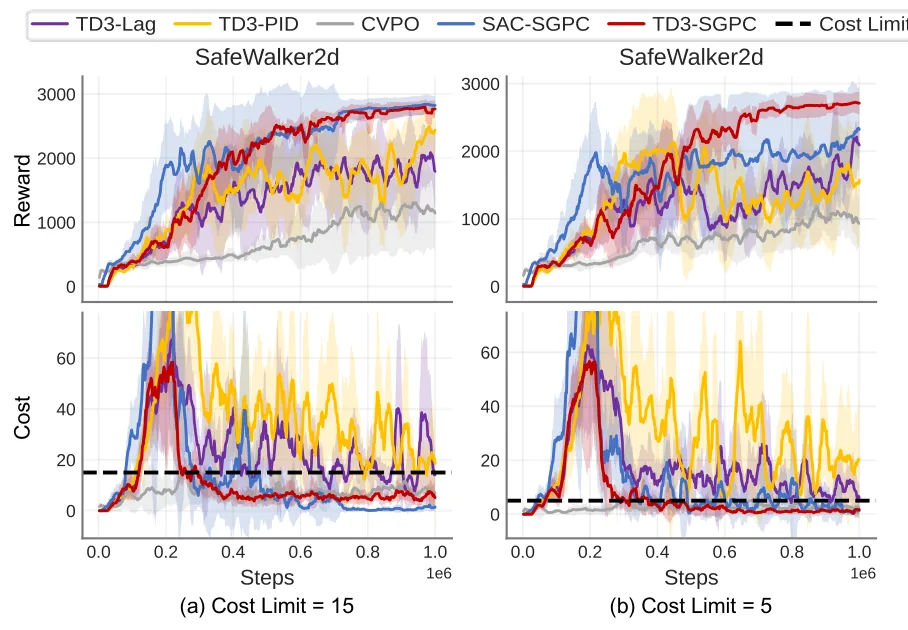 TD3-Lag TD3-PID CVPO SAC-SGPC TD3-SGPC Cost Limit
SafeWalker2d SafeWalker2d
Reward
3000
2000
1000
0
3000
2000
1000
0
Cost
60
40
20
0
60
40
20
0
0.0 0.2 0.4 0.6 0.8 1.0
1e6
Steps
0.0 0.2 0.4 0.6 0.8 1.0
1e6
Steps
(a) Cost Limit = 15 (b) Cost Limit = 5